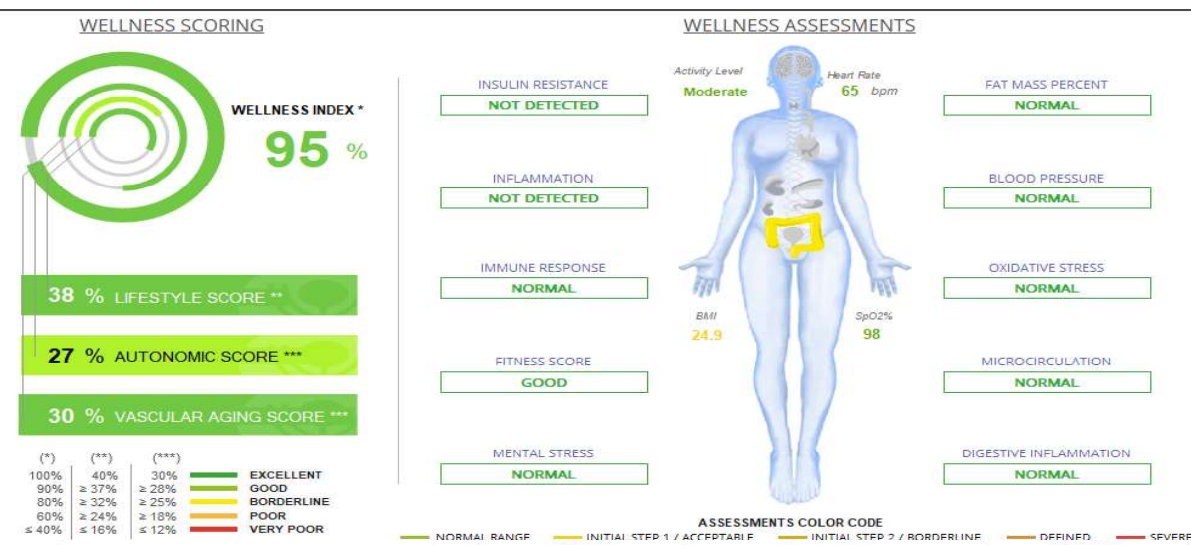 WELLNESS SCORING
WELLNESS INDEX *
95 %
38 % LIFESTYLE SCORE **
27 % AUTONOMIC SCORE ***
30 % VASCULAR AGING SCORE ***
(*) (**) (***)
100% 40% 30% EXCELLENT
90% ≥ 37% ≥ 28% GOOD
80% ≥ 32% ≥ 25% BORDERLINE
60% ≥ 24% ≥ 18% POOR
≤ 40% ≤ 16% ≤ 12% VERY POOR
WELLNESS ASSESSMENTS
INSULIN RESISTANCE
NOT DETECTED
INFLAMMATION
NOT DETECTED
IMMUNE RESPONSE
NORMAL
FITNESS SCORE
GOOD
MENTAL STRESS
NORMAL
Activity Level
Moderate
Heart Rate
65 bpm
BMI
24.9
SpO2%
98
FAT MASS PERCENT
NORMAL
BLOOD PRESSURE
NORMAL
OXIDATIVE STRESS
NORMAL
MICROCIRCULATION
NORMAL
DIGESTIVE INFLAMMATION
NORMAL
ASSESSMENTS COLOR CODE
NORMAL RANGE INITIAL STEP 1 / ACCEPTABLE INITIAL STEP 2 / BORDERLINE DEFINED SEVERE